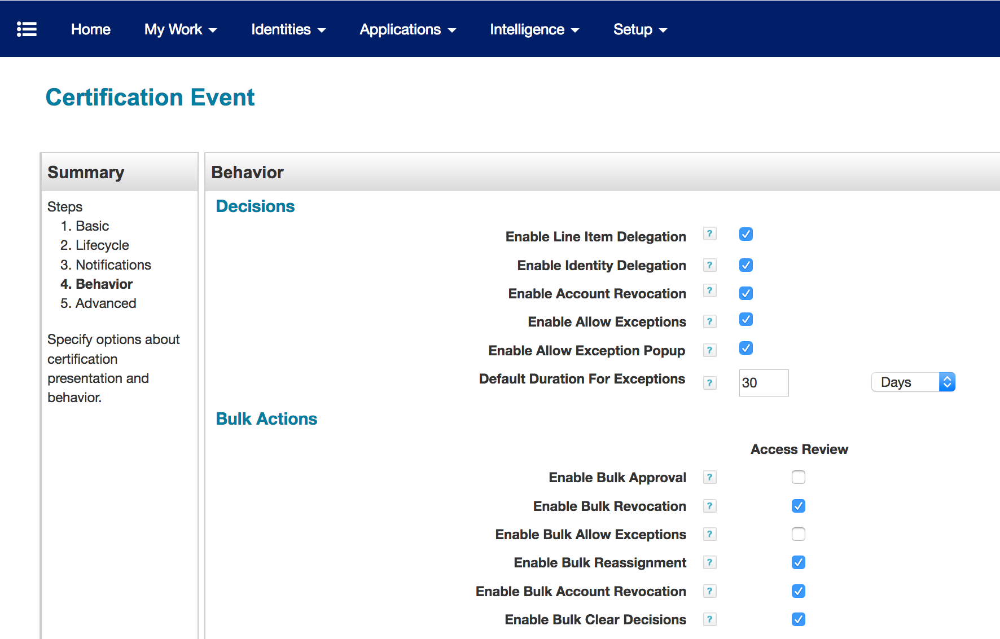 Home My Work Identities Applications Intelligence Setup
Certification Event
Summary
Steps
1. Basic
2. Lifecycle
3. Notifications
4. Behavior
5. Advanced
Specify options about
certification
presentation and
behavior.
Behavior
Decisions
Enable Line Item Delegation ?
Enable Identity Delegation ?
Enable Account Revocation ?
Enable Allow Exceptions ?
Enable Allow Exception Popup ?
Default Duration For Exceptions ? 30 Days
Bulk Actions
Access Review
Enable Bulk Approval ?
Enable Bulk Revocation ?
Enable Bulk Allow Exceptions ?
Enable Bulk Reassignment ?
Enable Bulk Account Revocation ?
Enable Bulk Clear Decisions ?